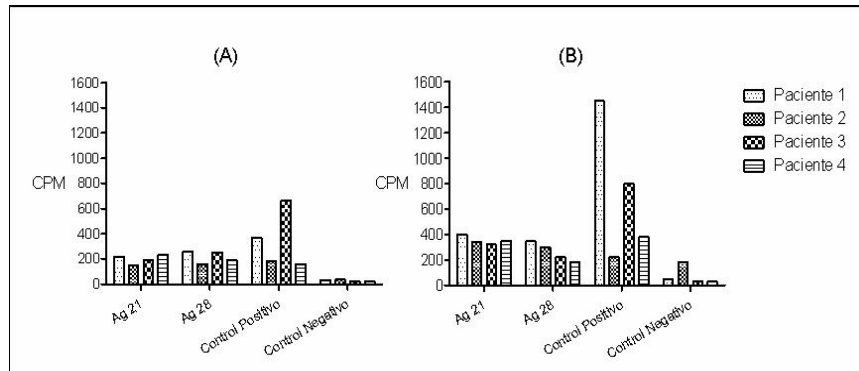 (A)
1600
1400
1200
1000
800
600
400
200
0
CPM
Ag 21
Ag 28
Control Positivo
Control Negativo
(B)
1600
1400
1200
1000
800
600
400
200
0
CPM
Ag 21
Ag 28
Control Positivo
Control Negativo
Paciente 1
Paciente 2
Paciente 3
Paciente 4